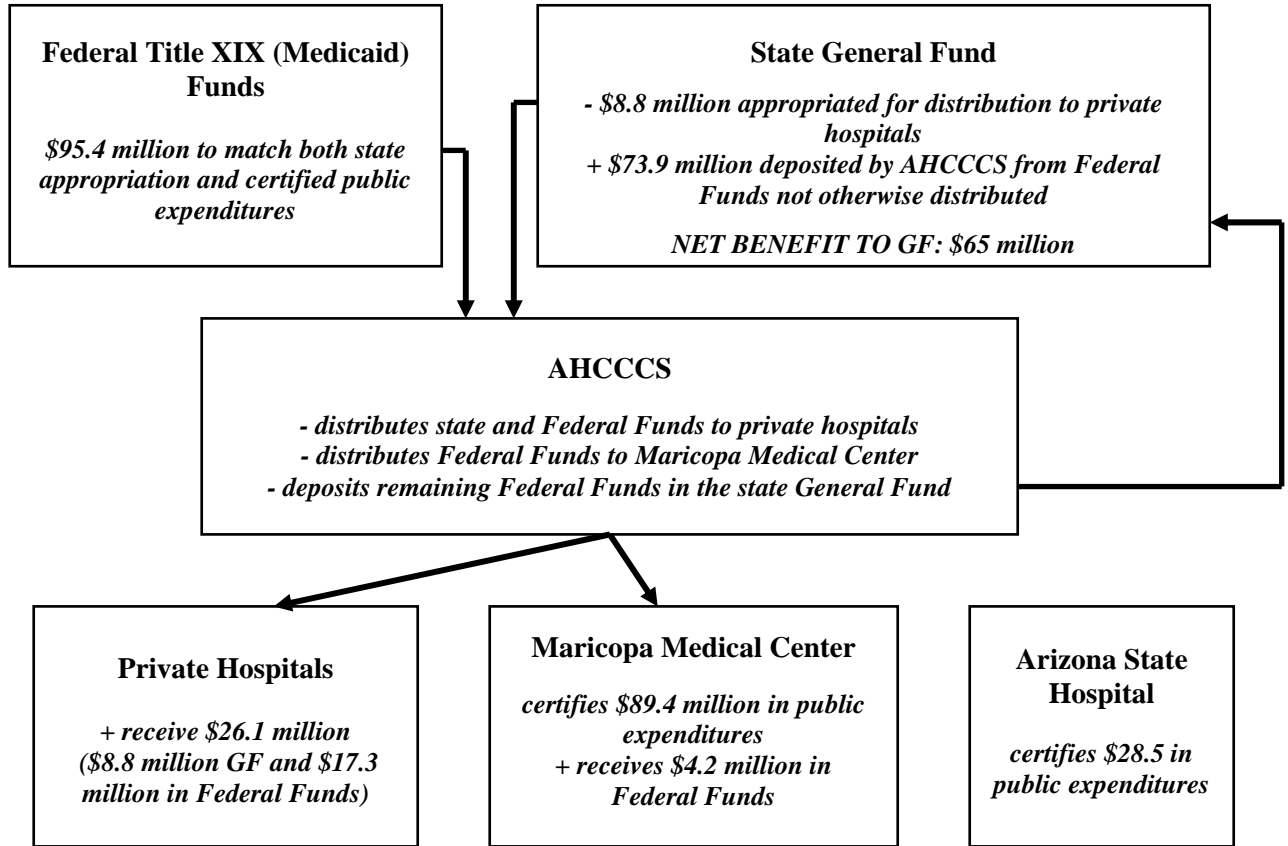 Federal Title XIX (Medicaid)
Funds
$95.4 million to match both state
appropriation and certified public
expenditures
State General Fund
- $8.8 million appropriated for distribution to private
hospitals
+ $73.9 million deposited by AHCCCS from Federal
Funds not otherwise distributed
NET BENEFIT TO GF: $65 million
AHCCCS
- distributes state and Federal Funds to private hospitals
- distributes Federal Funds to Maricopa Medical Center
- deposits remaining Federal Funds in the state General Fund
Private Hospitals
+ receive $26.1 million
($8.8 million GF and $17.3
million in Federal Funds)
Maricopa Medical Center
certifies $89.4 million in public
expenditures
+ receives $4.2 million in
Federal Funds
Arizona State
Hospital
certifies $28.5 in
public expenditures